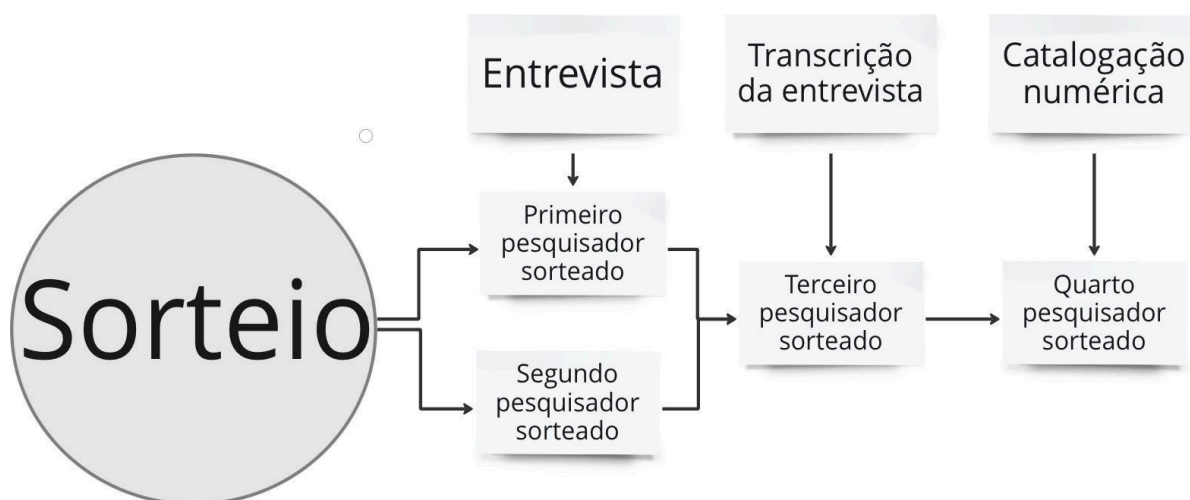 Entrevista
Transcrição
da entrevista
Catalogação
numérica
Sorteio
Primeiro
pesquisador
sorteado
Segundo
pesquisador
sorteado
Terceiro
pesquisador
sorteado
Quarto
pesquisador
sorteado